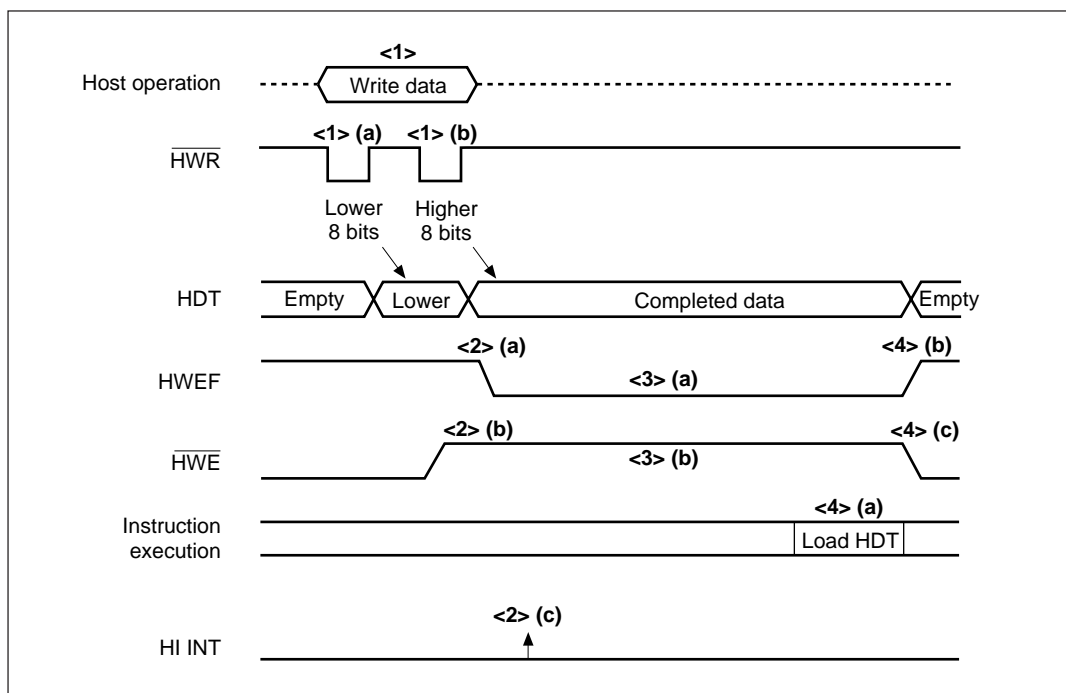 <1>
Host operation
Write data
<1> (a)
<1> (b)
HWR
Lower
8 bits
Higher
8 bits
HDT
Empty
Lower
Completed data
Empty
<2> (a)
<4> (b)
HWEF
<3> (a)
<2> (b)
<4> (c)
HWE
<3> (b)
<4> (a)
Instruction
execution
Load HDT
<2> (c)
HI INT